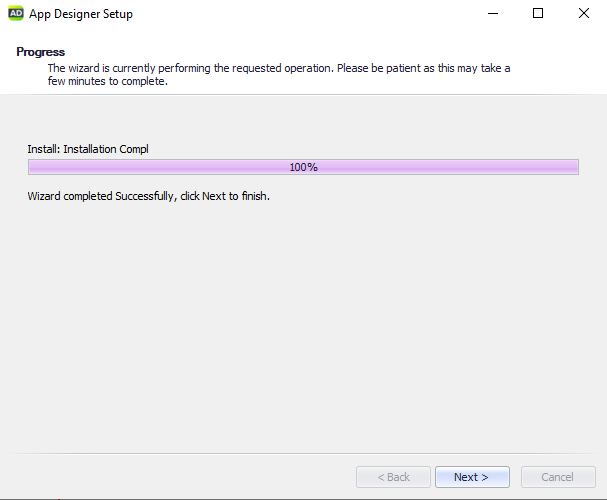 AD App Designer Setup
Progress
The wizard is currently performing the requested operation. Please be patient as this may take a
few minutes to complete.
Install: Installation Compl
100%
Wizard completed Successfully, click Next to finish.
< Back Next > Cancel